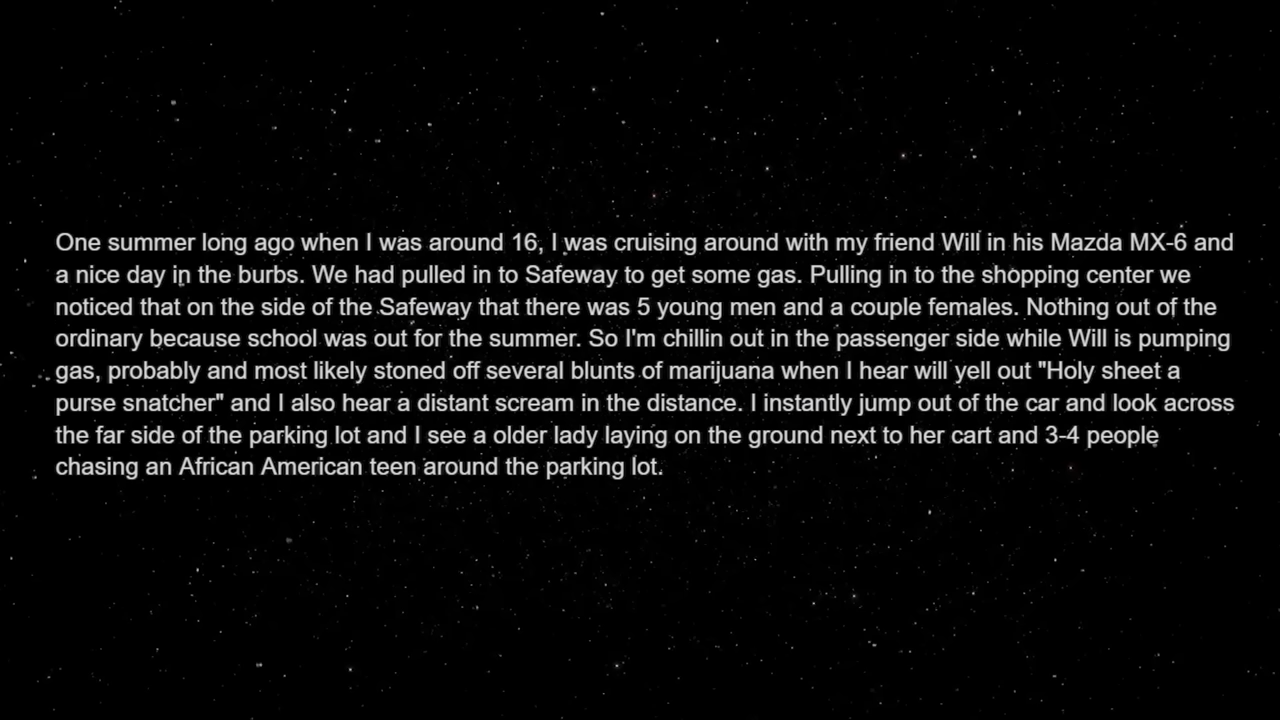 One summer long ago when I was around 16, I was cruising around with my friend Will in his Mazda MX-6 and
a nice day in the burbs. We had pulled in to Safeway to get some gas. Pulling in to the shopping center we
noticed that on the side of the Safeway that there was 5 young men and a couple females. Nothing out of the
ordinary because school was out for the summer. So I'm chillin out in the passenger side while Will is pumping
gas, probably and most likely stoned off several blunts of marijuana when I hear will yell out "Holy sheet a
purse snatcher" and I also hear a distant scream in the distance. I instantly jump out of the car and look across
the far side of the parking lot and I see a older lady laying on the ground next to her cart and 3-4 people
chasing an African American teen around the parking lot.